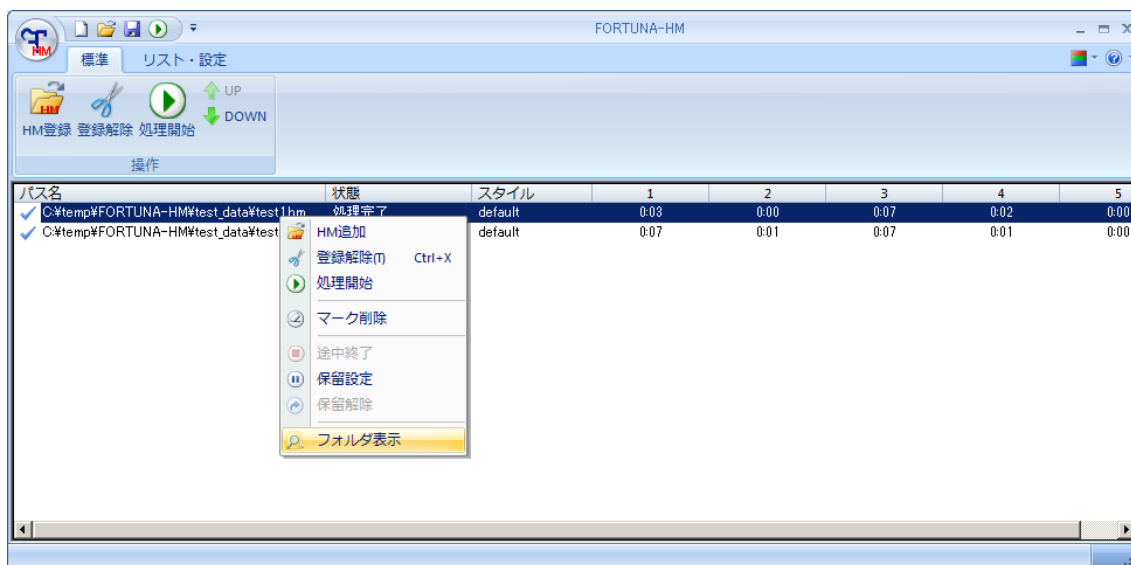 FORTUNA-HM
HM
標準 リスト・設定
HM
HM登録 登録解除 処理開始
UP
DOWN
操作
パス名 状態 スタイル 1 2 3 4 5
C:¥temp¥FORTUNA-HM¥test_data¥test1hm 処理完了 default 0:03 0:00 0:07 0:02 0:00
C:¥temp¥FORTUNA-HM¥test_data¥test default 0:07 0:01 0:07 0:01 0:00
HM追加
登録解除(T) Ctrl+X
処理開始
マーク削除
途中終了
保留設定
保留解除
フォルダ表示